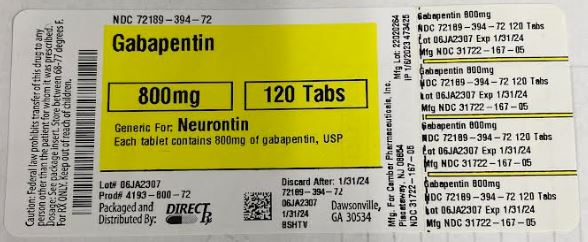 NDC 72189-394-72
Gabapentin
800mg
120 Tabs
Generic For: Neurontin
Each tablet contains 800mg of gabapentin, USP
Caution: Federal law prohibits transfer of this drug to any
person other than the patient for whom it was prescribed.
Dosage: See package insert. Store between 68-77 degrees F.
For RX ONLY. Keep out of reach of children.
Lot# 06JA2307
Prod# 4193-800-72
Packaged and
Distributed By:
DIRECT Rx
Discard After: 1/31/24
72189-394-72
06JA2307
1/31/24
BSHTV
Dawsonville,
GA 30534
Mfg Lot: 22020264
IP 1/6/2023 473425
Mfg. For Camber Pharmaceuticals, Inc.
Piscataway, NJ 08854
NDC 31722-167-05
Gabapentin 800mg
NDC 72189-394-72 120 Tabs
Lot 06JA2307 Exp 1/31/24
Mfg NDC 31722-167-05
Gabapentin 800mg
NDC 72189-394-72 120 Tabs
Lot 06JA2307 Exp 1/31/24
Mfg NDC 31722-167-05
Gabapentin 800mg
NDC 72189-394-72 120 Tabs
Lot 06JA2307 Exp 1/31/24
Mfg NDC 31722-167-05
Gabapentin 800mg
NDC 72189-394-72 120 Tabs
Lot 06JA2307 Exp 1/31/24
Mfg NDC 31722-167-05